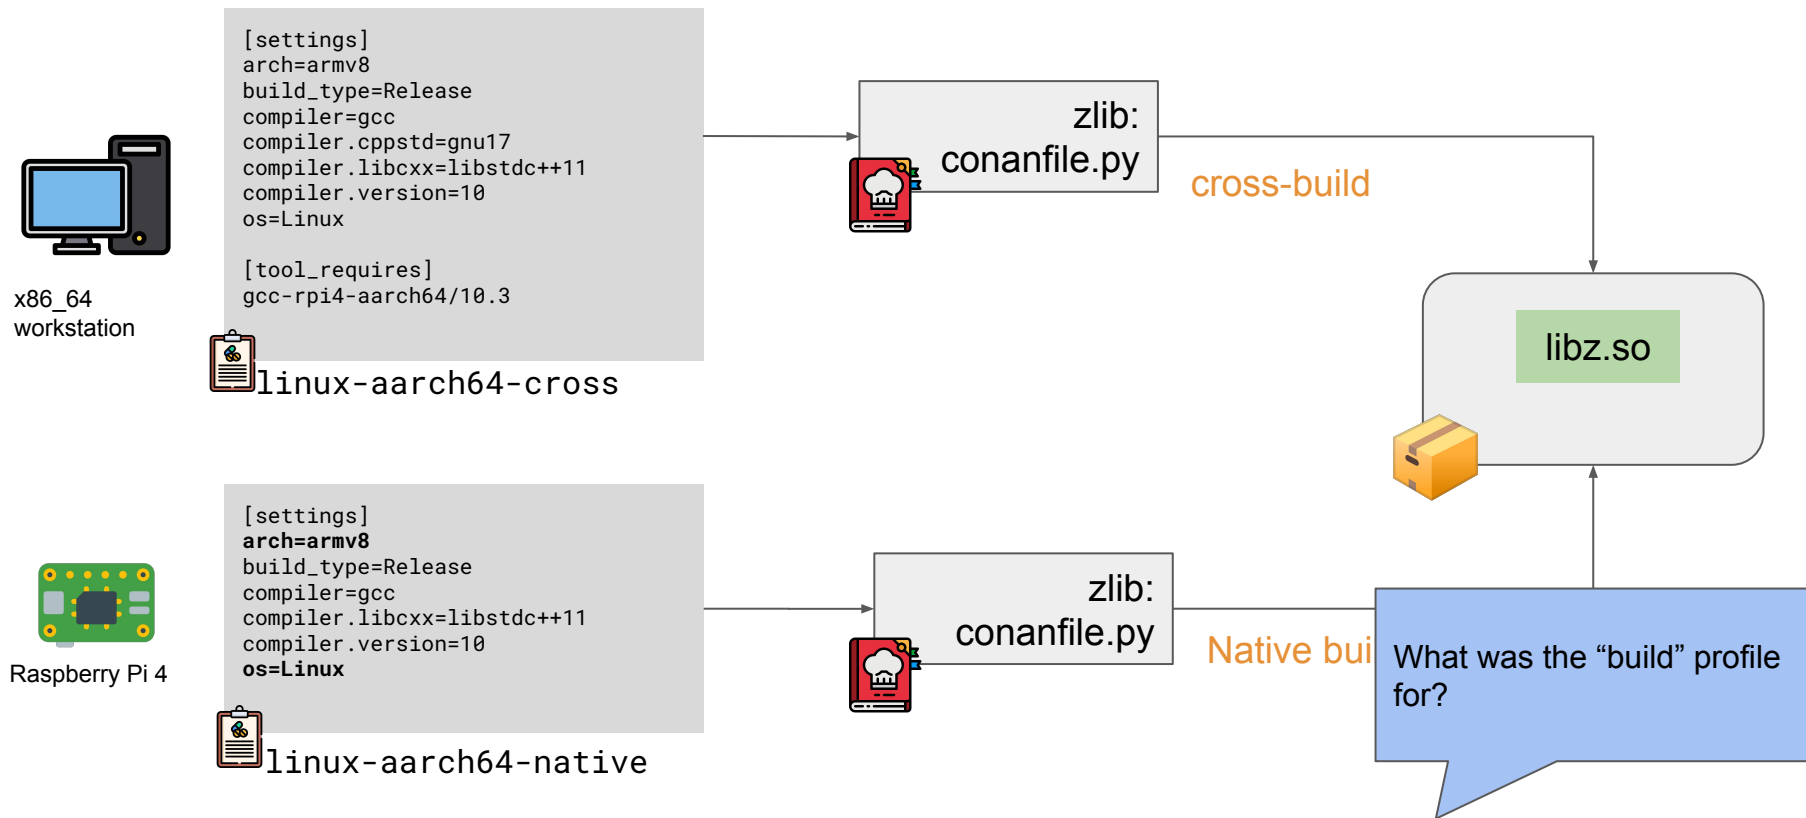 [settings]
arch=armv8
build_type=Release
compiler=gcc
compiler.cppstd=gnu17
compiler.libcxx=libstdc++11
compiler.version=10
os=Linux
[tool_requires]
gcc-rpi4-aarch64/10.3
x86_64
workstation
linux-aarch64-cross
zlib:
conanfile.py
cross-build
libz.so
[settings]
arch=armv8
build_type=Release
compiler=gcc
compiler.libcxx=libstdc++11
compiler.version=10
os=Linux
Raspberry Pi 4
linux-aarch64-native
zlib:
conanfile.py
Native bui
What was the “build” profile
for?